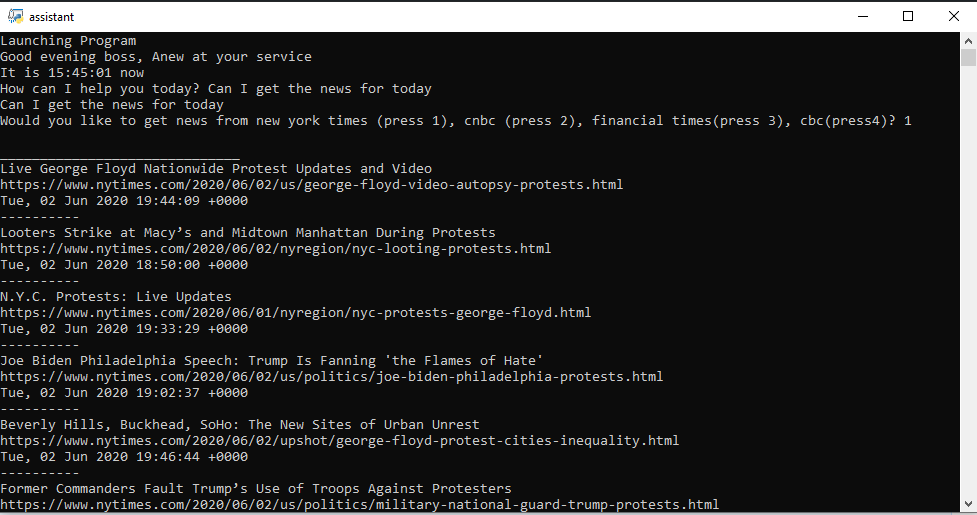 assistant
Launching Program
Good evening boss, Anew at your service
It is 15:45:01 now
How can I help you today? Can I get the news for today
Can I get the news for today
Would you like to get news from new york times (press 1), cnbc (press 2), financial times(press 3), cbc(press4)? 1
______________________________
Live George Floyd Nationwide Protest Updates and Video
https://www.nytimes.com/2020/06/02/us/george-floyd-video-autopsy-protests.html
Tue, 02 Jun 2020 19:44:09 +0000
----------
Looters Strike at Macy’s and Midtown Manhattan During Protests
https://www.nytimes.com/2020/06/02/nyregion/nyc-looting-protests.html
Tue, 02 Jun 2020 18:50:00 +0000
----------
N.Y.C. Protests: Live Updates
https://www.nytimes.com/2020/06/01/nyregion/nyc-protests-george-floyd.html
Tue, 02 Jun 2020 19:33:29 +0000
----------
Joe Biden Philadelphia Speech: Trump Is Fanning 'the Flames of Hate'
https://www.nytimes.com/2020/06/02/us/politics/joe-biden-philadelphia-protests.html
Tue, 02 Jun 2020 19:02:37 +0000
----------
Beverly Hills, Buckhead, SoHo: The New Sites of Urban Unrest
https://www.nytimes.com/2020/06/02/upshot/george-floyd-protest-cities-inequality.html
Tue, 02 Jun 2020 19:46:44 +0000
----------
Former Commanders Fault Trump’s Use of Troops Against Protesters
https://www.nytimes.com/2020/06/02/us/politics/military-national-guard-trump-protests.html